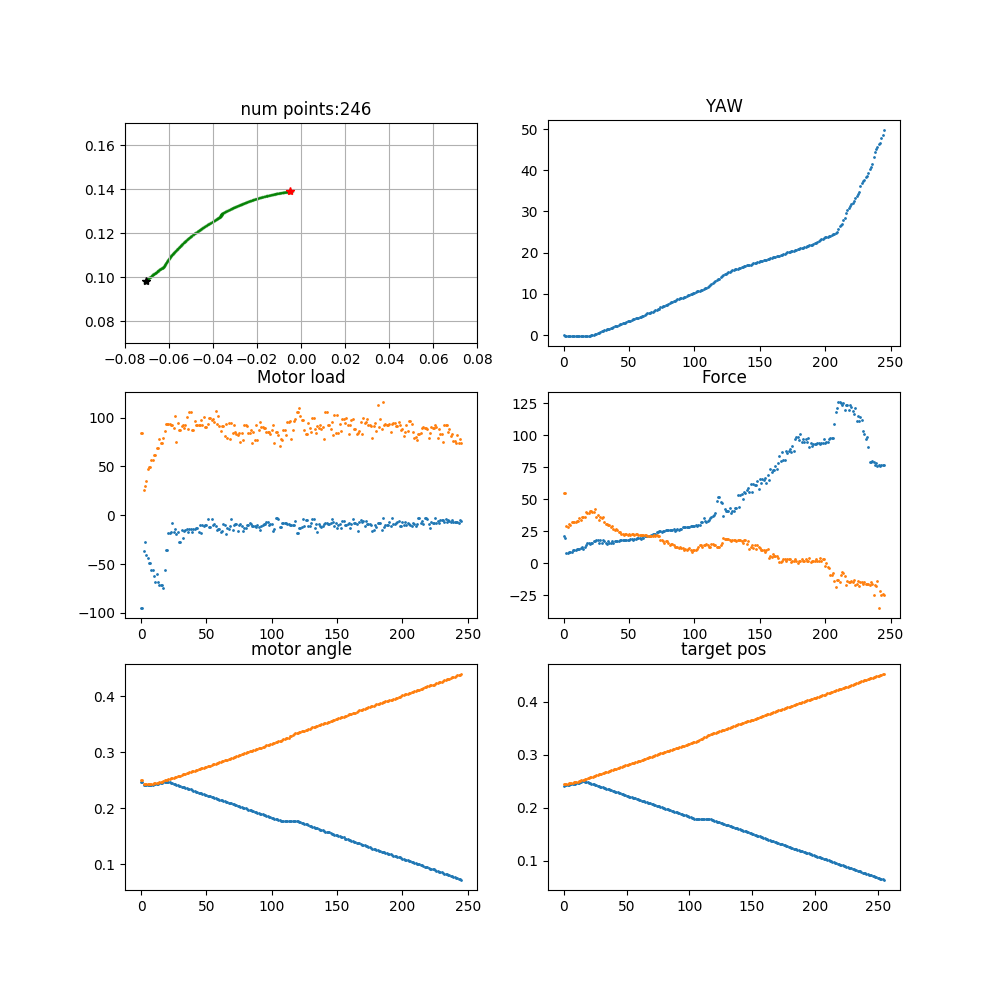 num points:246
0.16
0.14
0.12
0.10
0.08
−0.08 −0.06 −0.04 −0.02 0.00 0.02 0.04 0.06 0.08
YAW
50
40
30
20
10
0
0 50 100 150 200 250
Motor load
100
50
0
−50
−100
0 50 100 150 200 250
Force
125
100
75
50
25
0
−25
0 50 100 150 200 250
motor angle
0.4
0.3
0.2
0.1
0 50 100 150 200 250
target pos
0.4
0.3
0.2
0.1
0 50 100 150 200 250